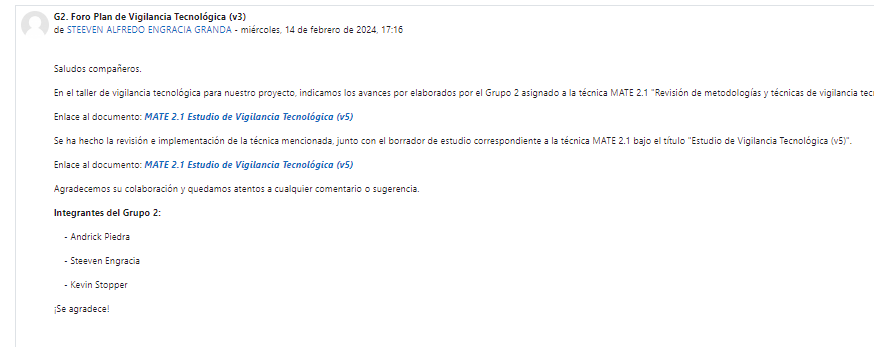 G2. Foro Plan de Vigilancia Tecnológica (v3)
de STEEVEN ALFREDO ENGRACIA GRANDA - miércoles, 14 de febrero de 2024, 17:16
Saludos compañeros.
En el taller de vigilancia tecnológica para nuestro proyecto, indicamos los avances por elaborados por el Grupo 2 asignado a la técnica MATE 2.1 "Revisión de metodologías y técnicas de vigilancia
Enlace al documento: MATE 2.1 Estudio de Vigilancia Tecnológica (v5)
Se ha hecho la revisión e implementación de la técnica mencionada, junto con el borrador de estudio correspondiente a la técnica MATE 2.1 bajo el título "Estudio de Vigilancia Tecnológica (v5)".
Enlace al documento: MATE 2.1 Estudio de Vigilancia Tecnológica (v5)
Agradecemos su colaboración y quedamos atentos a cualquier comentario o sugerencia.
Integrantes del Grupo 2:
- Andrick Piedra
- Steeven Engracia
- Kevin Stopper
¡Se agradece!